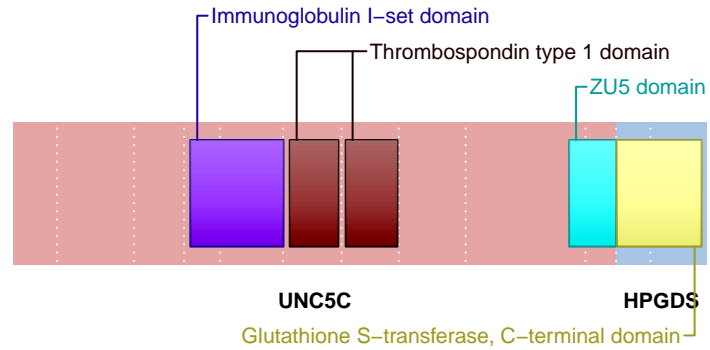 Immunoglobulin I−set domain
Thrombospondin type 1 domain
ZU5 domain
UNC5C
HPGDS
Glutathione S−transferase, C−terminal domain